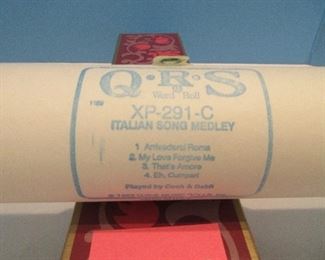 Q·R·S
Word Roll
XP-291-C
ITALIAN SONG MEDLEY
1 Arrivederci Roma
2. My Love Forgive Me
3. That's Amore
4. Eh, Cumpari
Played by Cook &